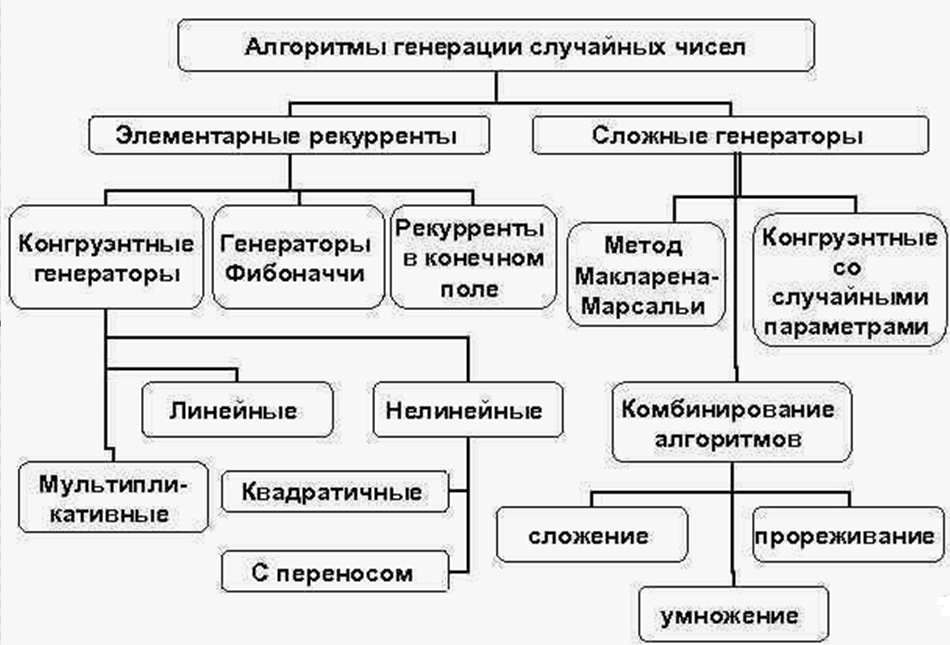 Алгоритмы генерации случайных чисел
Элементарные рекурренты
Сложные генераторы
Конгруэнтные
генераторы
Генераторы
Фибоначчи
Рекурренты
в конечном
поле
Метод
Макларена-
Марсальи
Конгруэнтные
со
случайными
параметрами
Линейные
Нелинейные
Комбинирование
алгоритмов
Мультипли-
кативные
Квадратичные
С переносом
сложение
прореживание
умножение